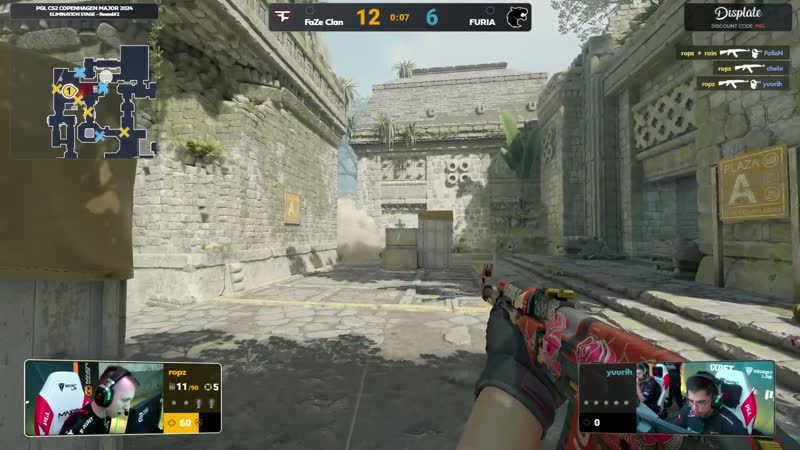 PGL CS2 COPENHAGEN MAJOR 2024
ELIMINATION STAGE - Round#2
FaZe Clan 12 0:07 6 FURIA
Displate
DISCOUNT CODE: PGL
ropz + rain FalleN
ropz chelo
ropz yuurih
1
A
PLAZA
A
ropz
11/90 5
60
yuurih
0